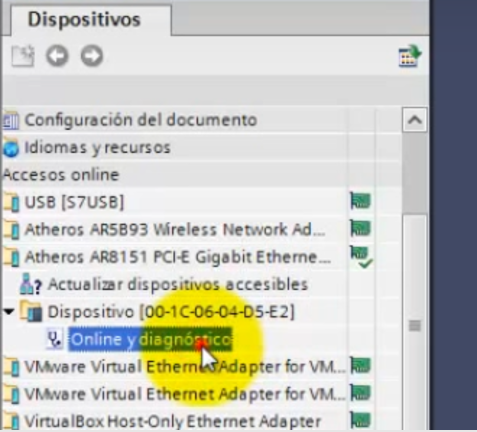 Dispositivos
Configuración del documento
Idiomas y recursos
Accesos online
USB [S7USB]
Atheros AR5B93 Wireless Network Ad...
Atheros AR8151 PCI-E Gigabit Etherne...
Actualizar dispositivos accesibles
Dispositivo [00-1C-06-04-D5-E2]
Online y diagnóstico
VMware Virtual Ethernet Adapter for VM...
VMware Virtual Ethernet Adapter for VM...
VirtualBox Host-Only Ethernet Adapter